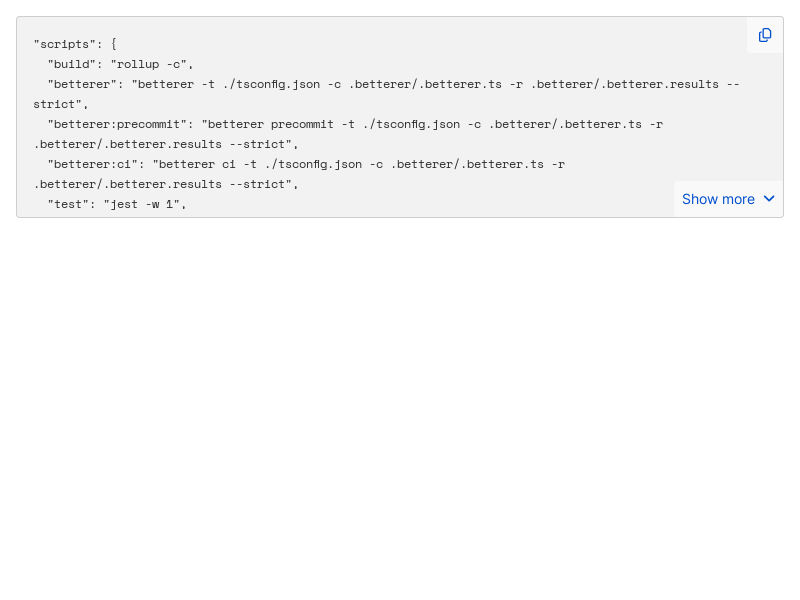 "scripts": {
  "build": "rollup -c",
  "betterer": "betterer -t ./tsconfig.json -c .betterer/.betterer.ts -r .betterer/.betterer.results --
strict",
  "betterer:precommit": "betterer precommit -t ./tsconfig.json -c .betterer/.betterer.ts -r
.betterer/.betterer.results --strict",
  "betterer:ci": "betterer ci -t ./tsconfig.json -c .betterer/.betterer.ts -r
.betterer/.betterer.results --strict",
  "test": "jest -w 1",
Show more